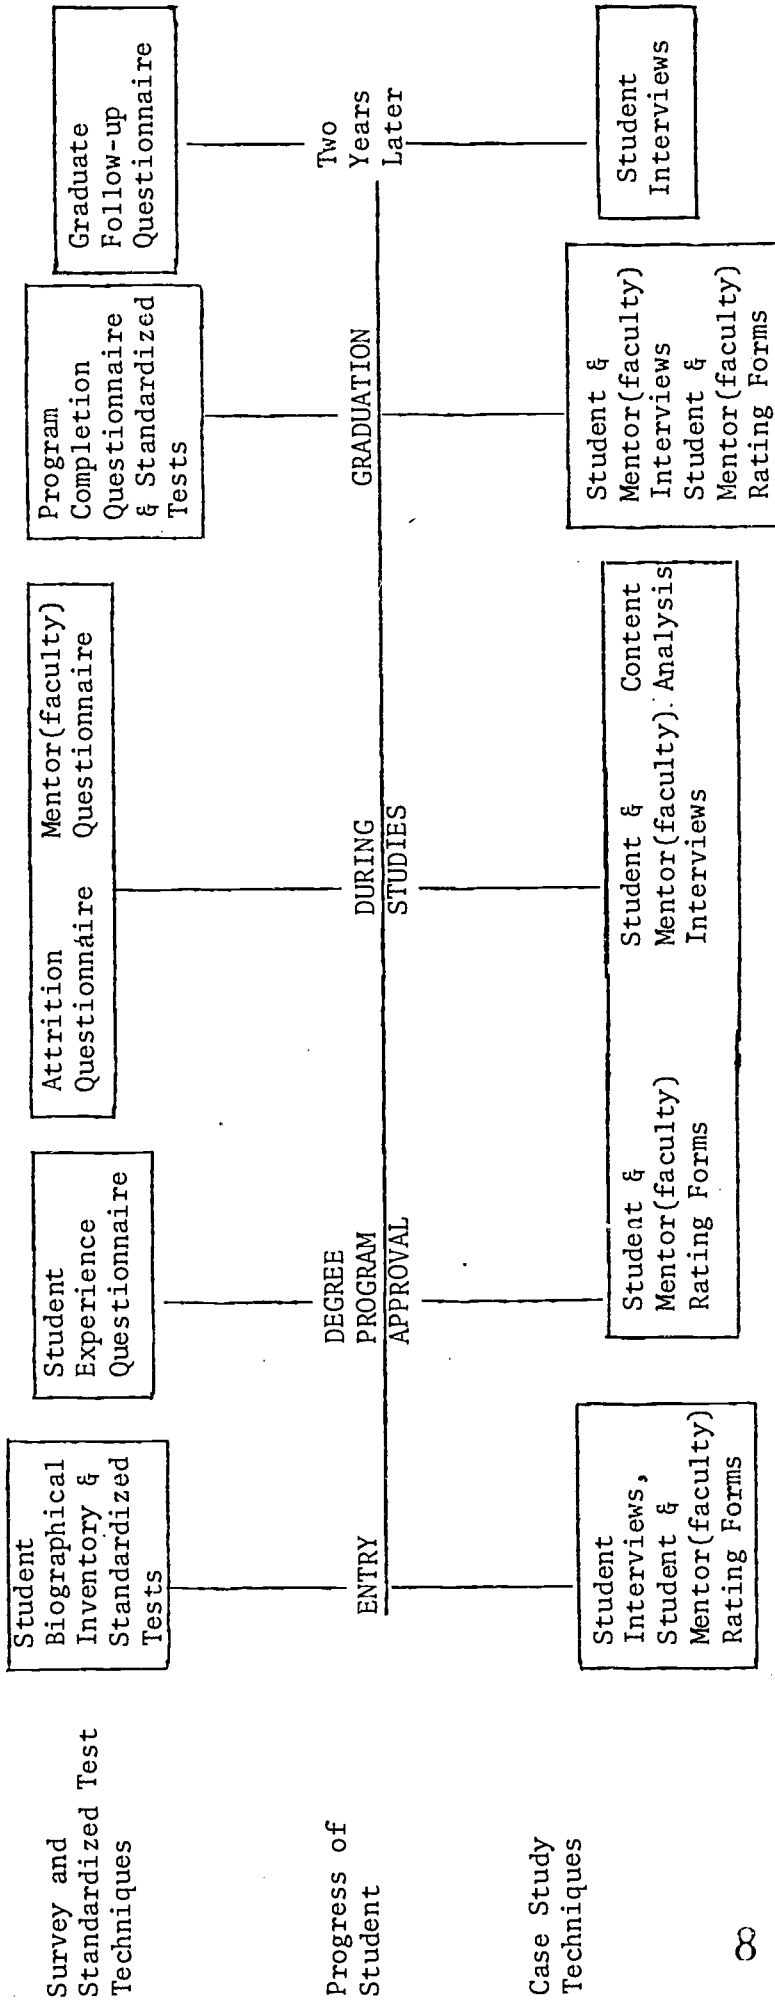 Survey and
Standardized Test
Techniques
Student
Biographical
Inventory &
Standardized
Tests
Student
Experience
Questionnaire
Attrition
Questionnaire
Mentor(faculty)
Questionnaire
Program
Completion
Questionnaire
& Standardized
Tests
Graduate
Follow-up
Questionnaire
Progress of
Student
ENTRY
DEGREE
PROGRAM
APPROVAL
DURING
STUDIES
GRADUATION
Two
Years
Later
Case Study
Techniques
Student
Interviews,
Student &
Mentor(faculty)
Rating Forms
Student &
Mentor(faculty)
Rating Forms
Student &
Mentor(faculty).
Interviews
Content
Analysis
Student &
Mentor(faculty)
Interviews
Student &
Mentor(faculty)
Rating Forms
Student
Interviews
8